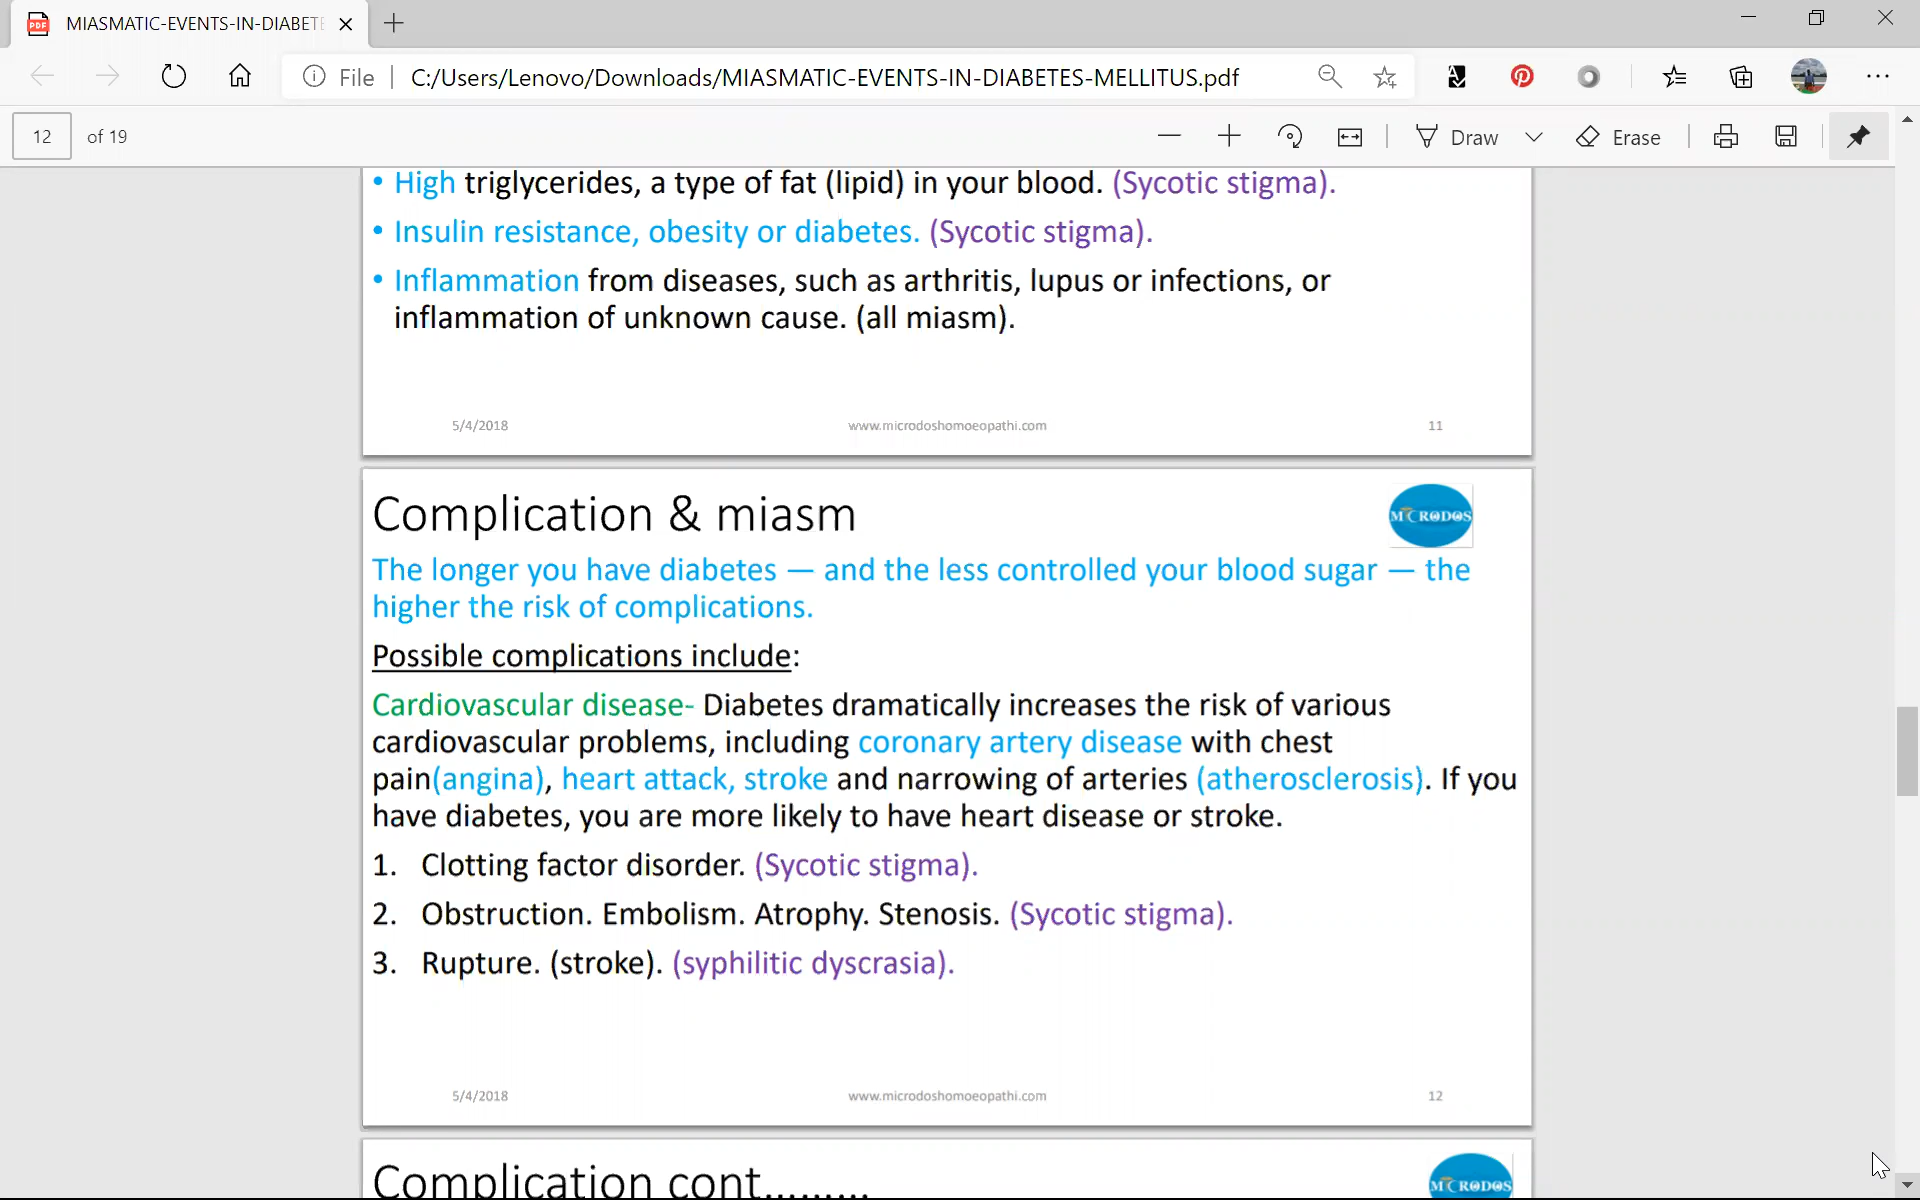 MIASMATIC-EVENTS-IN-DIABETE
File
C:/Users/Lenovo/Downloads/MIASMATIC-EVENTS-IN-DIABETES-MELLITUS.pdf
12 of 19
Draw
Erase
• High triglycerides, a type of fat (lipid) in your blood. (Sycotic stigma).
• Insulin resistance, obesity or diabetes. (Sycotic stigma).
• Inflammation from diseases, such as arthritis, lupus or infections, or
inflammation of unknown cause. (all miasm).
5/4/2018 www.microdoshomoeopathi.com 11
Complication & miasm
MICRODOS
The longer you have diabetes — and the less controlled your blood sugar — the
higher the risk of complications.
Possible complications include:
Cardiovascular disease- Diabetes dramatically increases the risk of various
cardiovascular problems, including coronary artery disease with chest
pain(angina), heart attack, stroke and narrowing of arteries (atherosclerosis). If you
have diabetes, you are more likely to have heart disease or stroke.
1. Clotting factor disorder. (Sycotic stigma).
2. Obstruction. Embolism. Atrophy. Stenosis. (Sycotic stigma).
3. Rupture. (stroke). (syphilitic dyscrasia).
5/4/2018 www.microdoshomoeopathi.com 12
Complication cont.........
MICRODOS